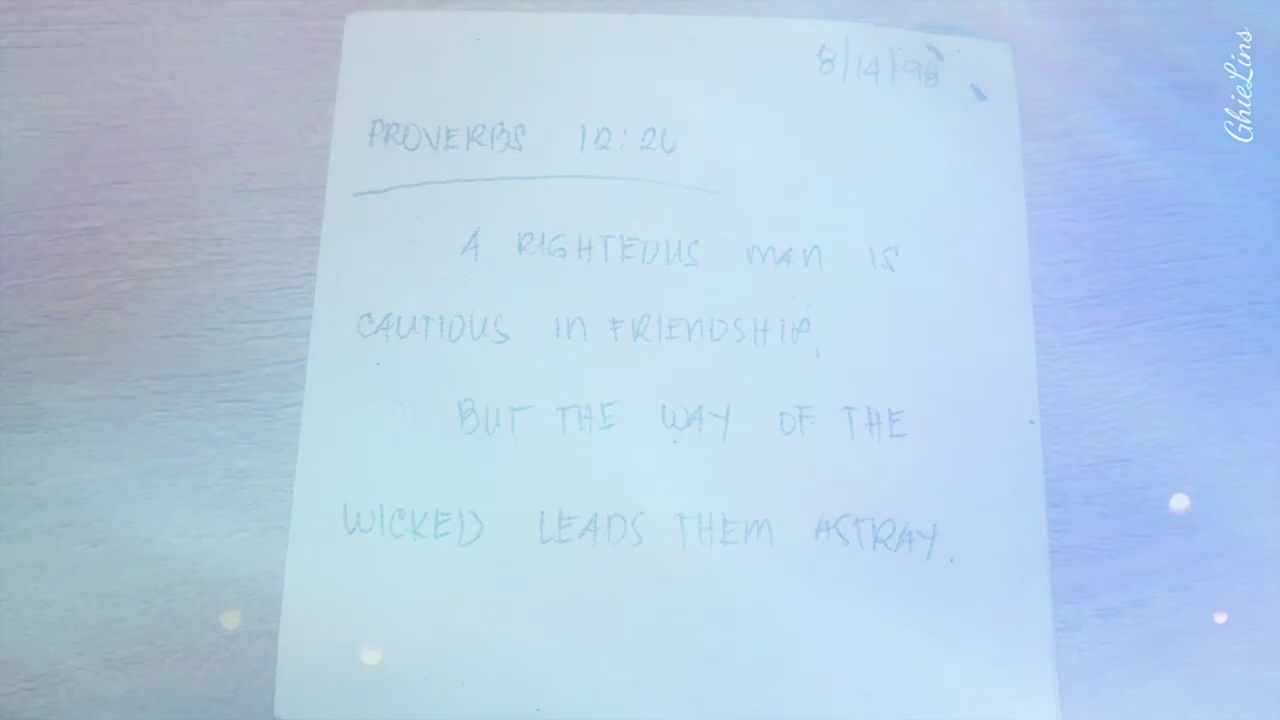 8/14/98
PROVERBS 12:26
A RIGHTEOUS MAN IS
CAUTIOUS IN FRIENDSHIP,
BUT THE WAY OF THE
WICKED LEADS THEM ASTRAY.
GhieLins